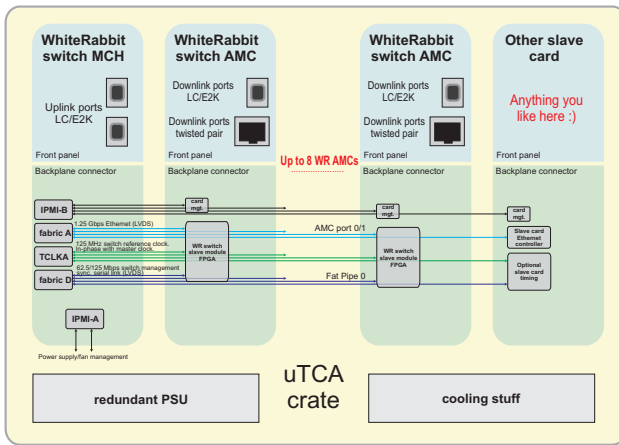 WhiteRabbit
switch MCH
Uplink ports
LC/E2K
Front panel
Backplane connector
WhiteRabbit
switch AMC
Downlink ports
LC/E2K
Downlink ports
twisted pair
Front panel
Backplane connector
Up to 8 WR AMCs
WhiteRabbit
switch AMC
Downlink ports
LC/E2K
Downlink ports
twisted pair
Front panel
Backplane connector
Other slave
card
Anything you
like here :)
Front panel
Backplane connector
IPMI-B
card
mgt.
card
mgt.
card
mgt.
fabric A
1.25 Gbps Ethernet (LVDS)
AMC port 0/1
Slave card
Ethernet
controller
TCLKA
125 MHz switch reference clock.
In-phase with master clock.
WR switch
slave module
FPGA
WR switch
slave module
FPGA
Optional
slave card
timing
fabric D
62.5/125 Mbps switch management
sync. serial link (LVDS)
Fat Pipe 0
IPMI-A
Power supply/fan management
redundant PSU
uTCA
crate
cooling stuff